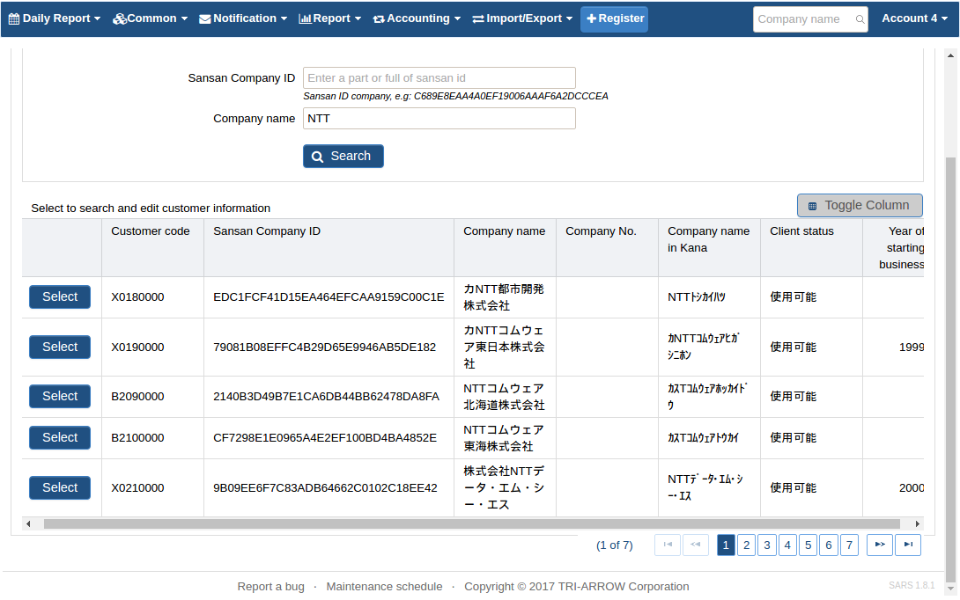 Daily Report Common Notification Report Accounting Import/Export Register Company name Account 4
Sansan Company ID Enter a part or full of sansan id
Sansan ID company, e.g: C689E8EAA4A0EF19006AAAF6A2DCCCEA
Company name NTT
Search
Toggle Column
Select to search and edit customer information
Customer code Sansan Company ID Company name Company No. Company name Client status Year of
in Kana starting
business
カNTT都市開発
Select X0180000 EDC1FCF41D15EA464EFCAA9159C00C1E NTTﾄｼｶｲﾊﾂ 使用可能
株式会社
カNTTコムウェ
Select X0190000 79081B08EFFC4B29D65E9946AB5DE182 ア東日本株式会 ｶNTTｺﾑｳｪｱﾋｶﾞ 使用可能 1999
社 ｼﾆﾎﾝ
NTTコムウェア ｶｽTｺﾑｳｪｱﾎｯｶｲﾄﾞ
Select B2090000 2140B3D49B7E1CA6DB44BB62478DA8FA 使用可能
北海道株式会社 ｳ
NTTコムウェア
Select B2100000 CF7298E1E0965A4E2EF100BD4BA4852E ｶｽTｺﾑｳｪｱﾄｳｶｲ 使用可能
東海株式会社
株式会社NTTデ
Select X0210000 9B09EE6F7C83ADB64662C0102C18EE42 ータ・エム・シ NTTﾃﾞｰﾀ･ｴﾑ･ｼ 使用可能 2000
ー・エス ｰ･ｴｽ
(1 of 7) 1 2 3 4 5 6 7
Report a bug · Maintenance schedule · Copyright © 2017 TRI-ARROW Corporation SARS 1.8.1